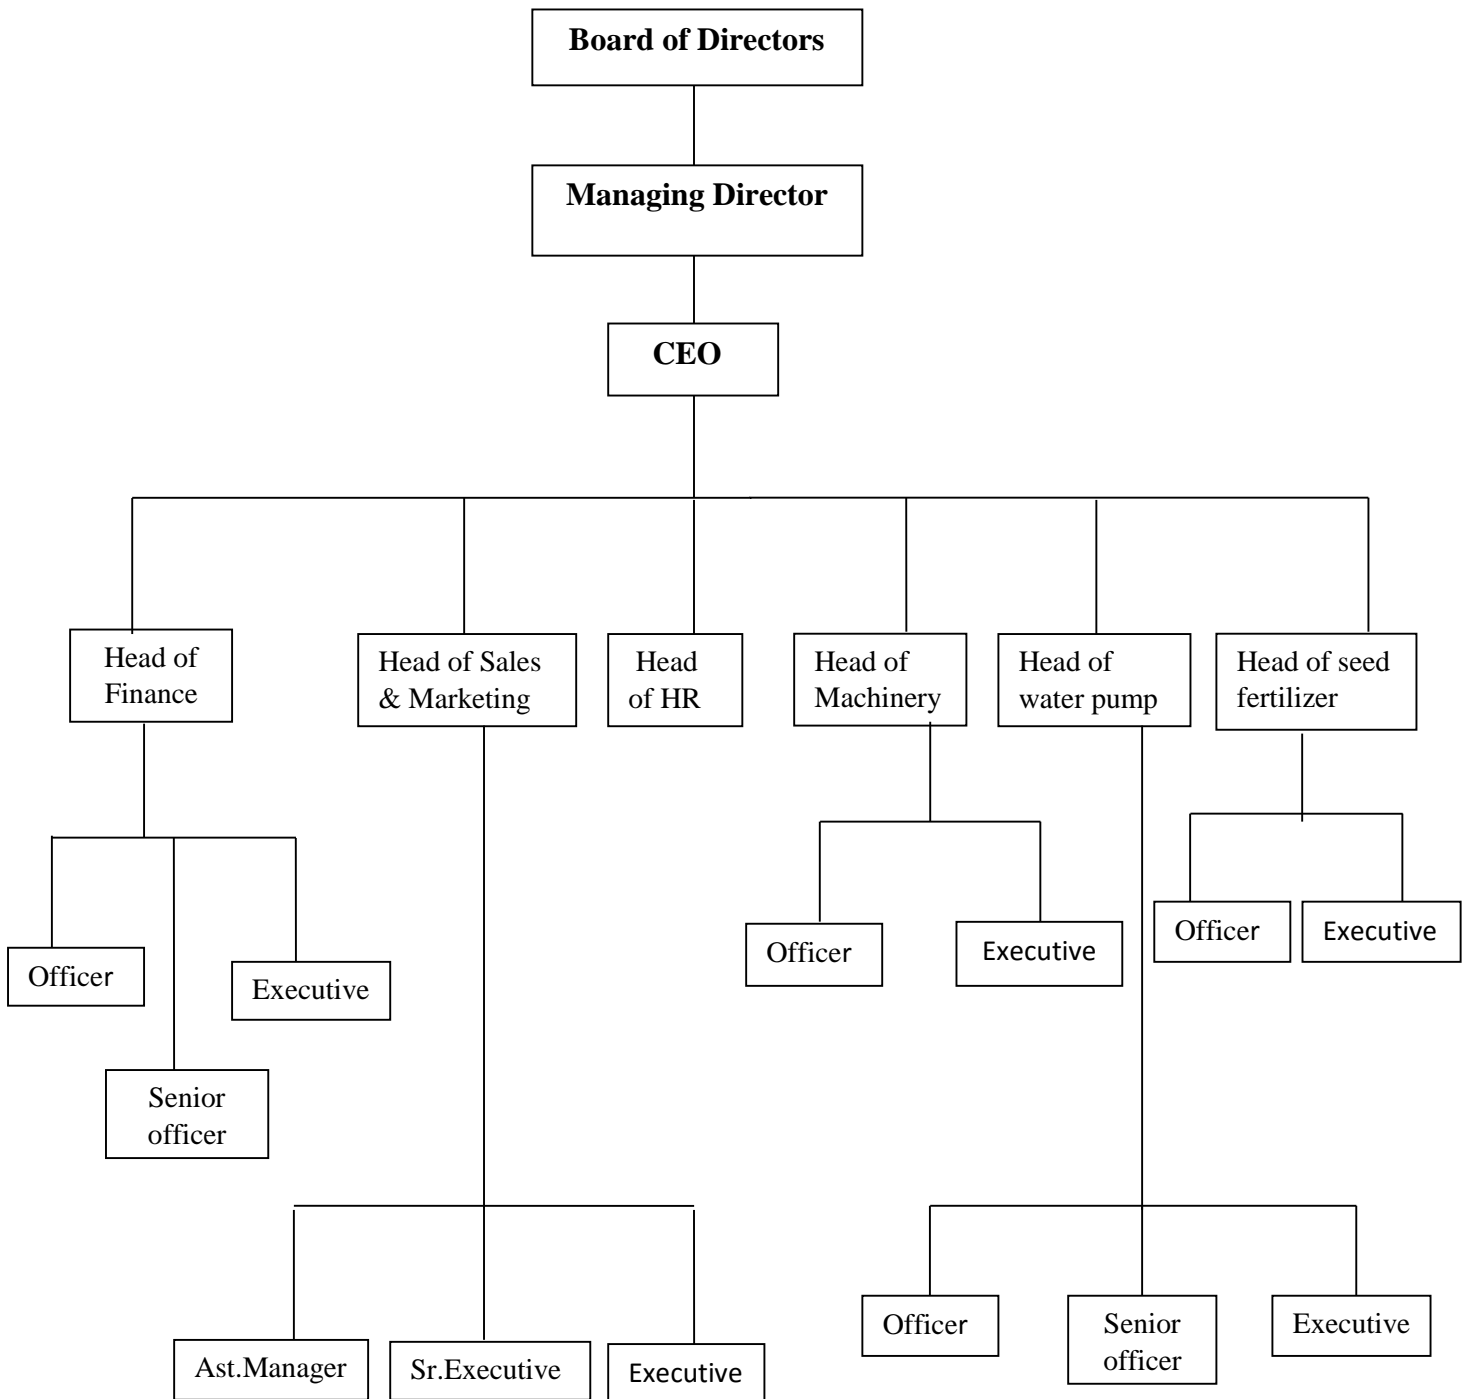 Board of Directors
Managing Director
CEO
Head of
Finance
Head of Sales
& Marketing
Head
of HR
Head of
Machinery
Head of
water pump
Head of seed
fertilizer
Officer
Executive
Senior
officer
Ast.Manager
Sr.Executive
Executive
Officer
Executive
Officer
Senior
officer
Executive
Officer
Executive